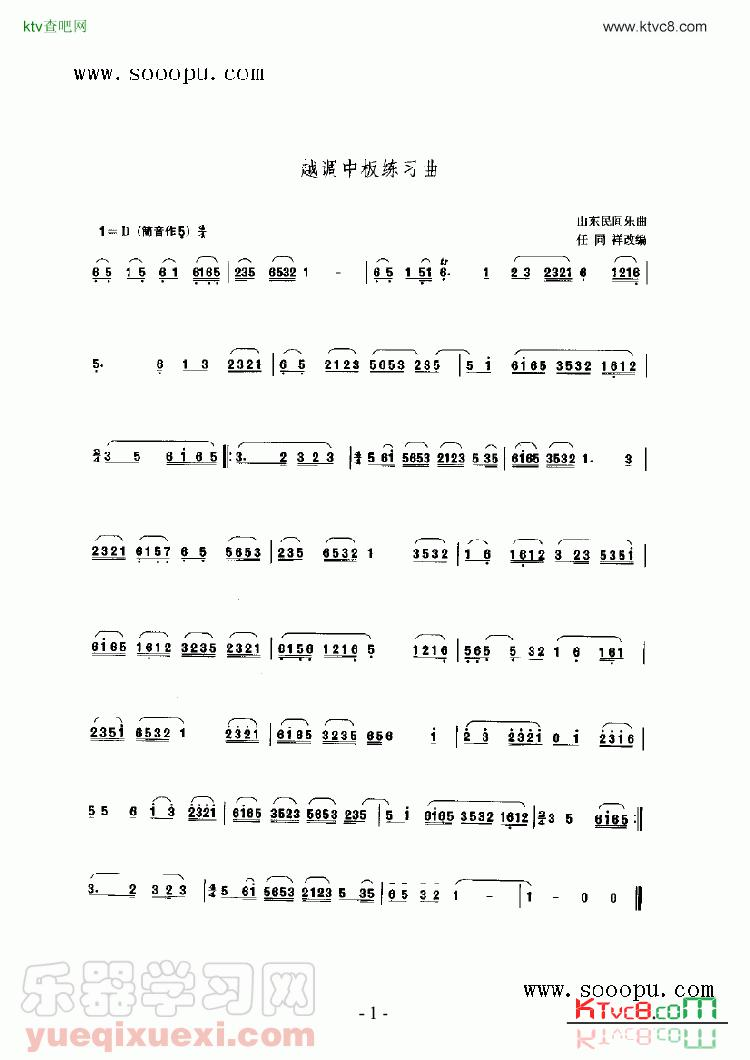 ktv查吧网
www.ktvc8.com
www.sooopu.com
越调中板练习曲
山东民间乐曲
1=D (筒音作5) 4/4
任同祥改编
6 5 1 5 6 1 6165 | 235 6532 1 - | 6 5 1 51 tr 6. 1 2 3 2321 6 1216 |
5. 6 1 3 2321 | 6 5 2123 5653 235 | 5 1 6165 3532 1612 |
2/4 3 5 6 1 6 5 |: 3. 2 3 2 3 | 4/4 5 61 5653 2123 5 35 | 6165 3532 1. 3 |
2321 6157 6 5 5653 | 235 6532 1 3532 | 1 6 1612 3 23 5351 |
6165 1612 3235 2321 | 0156 1216 5 1216 | 565 5 32 1 6 161 |
2351 6532 1 2321 | 6165 3235 656 i | 2 3 2321 0 1 2316 |
5 5 6 1 3 2321 | 6165 3523 5653 235 | 5 i 0165 3532 1612 | 2/4 3 5 6165 :||
3. 2 3 2 3 | 4/4 5 61 5653 2123 5 35 | 6 5 3 2 1 - | 1 - 0 0 ||
乐器学习网
yueqixuexi.com
- 1 -
www.sooopu.com
KTvc8.com